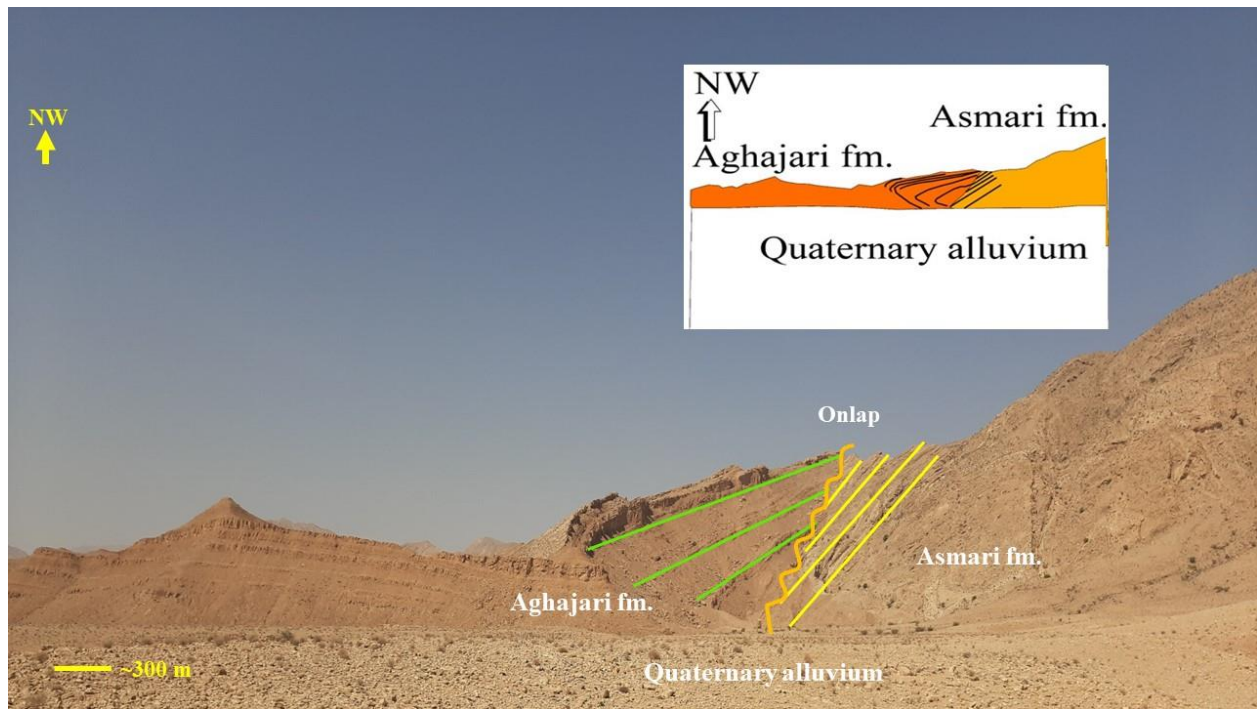 NW
NW
Asmari fm.
Aghajari fm.
Quaternary alluvium
Onlap
Asmari fm.
Aghajari fm.
Quaternary alluvium
~300 m